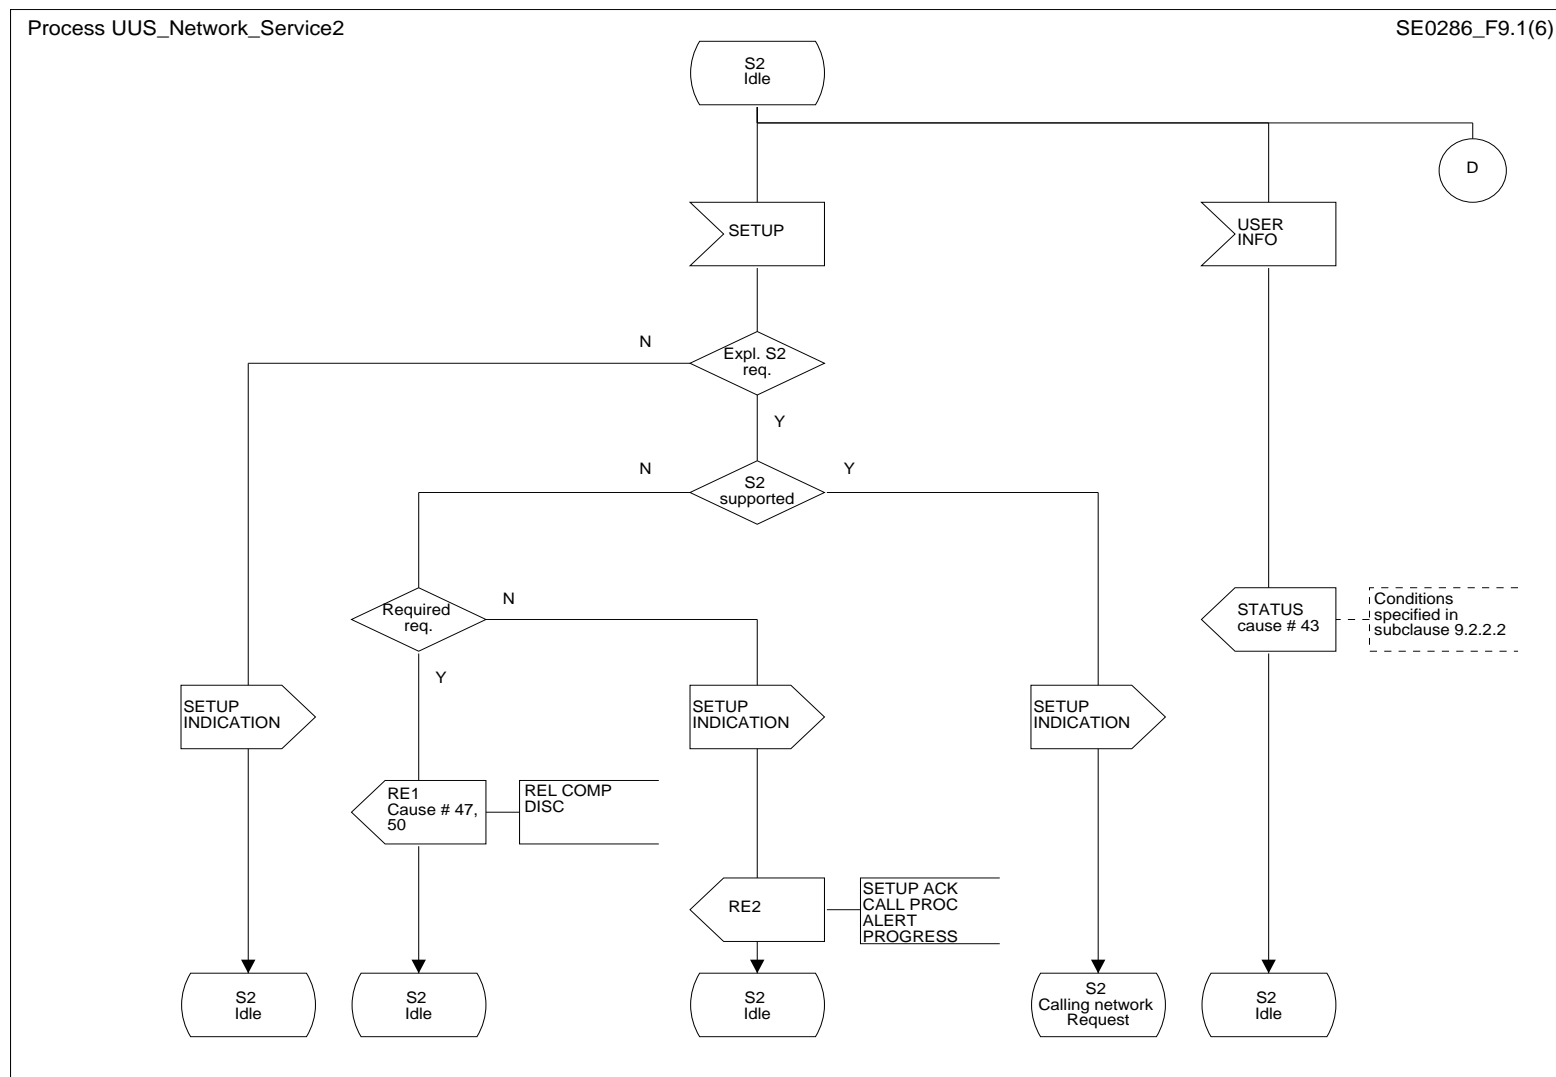 Process UUS_Network_Service2
SE0286_F9.1(6)
S2
Idle
D
SETUP
USER
INFO
N
Expl. S2
req.
Y
N
S2
supported
Y
Required
req.
N
Y
STATUS
cause # 43
Conditions
specified in
subclause 9.2.2.2
SETUP
INDICATION
SETUP
INDICATION
SETUP
INDICATION
RE1
Cause # 47,
50
REL COMP
DISC
RE2
SETUP ACK
CALL PROC
ALERT
PROGRESS
S2
Idle
S2
Idle
S2
Idle
S2
Calling network
Request
S2
Idle